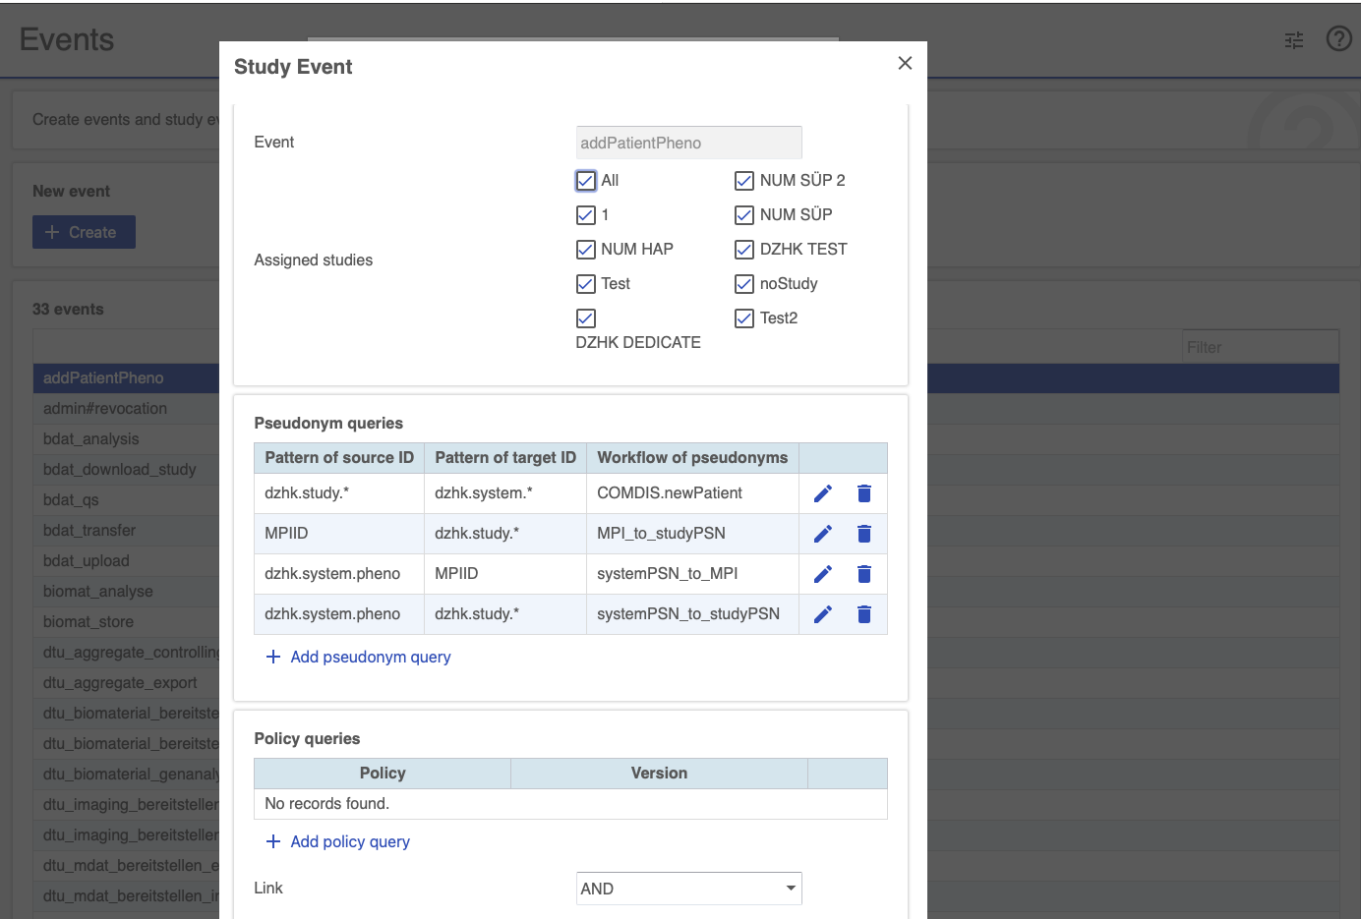 Events
Study Event
Create events and study ev
Event
addPatientPheno
All
NUM SÜP 2
New event
1
NUM SÜP
Create
NUM HAP
DZHK TEST
Assigned studies
Test
noStudy
33 events
Test2
DZHK DEDICATE
Filter
addPatientPheno
admin#revocation
bdat_analysis
bdat_download_study
bdat_qs
bdat_transfer
bdat_upload
biomat_analyse
biomat_store
dtu_aggregate_controlling
dtu_aggregate_export
dtu_biomaterial_bereitste
dtu_biomaterial_bereitste
dtu_biomaterial_genanaly
dtu_imaging_bereitsteller
dtu_imaging_bereitsteller
dtu_mdat_bereitstellen_e
dtu_mdat_bereitstellen_ir
Pseudonym queries
Pattern of source ID Pattern of target ID Workflow of pseudonyms
dzhk.study.* dzhk.system.* COMDIS.newPatient
MPIID dzhk.study.* MPI_to_studyPSN
dzhk.system.pheno MPIID systemPSN_to_MPI
dzhk.system.pheno dzhk.study.* systemPSN_to_studyPSN
+ Add pseudonym query
Policy queries
Policy Version
No records found.
+ Add policy query
Link AND